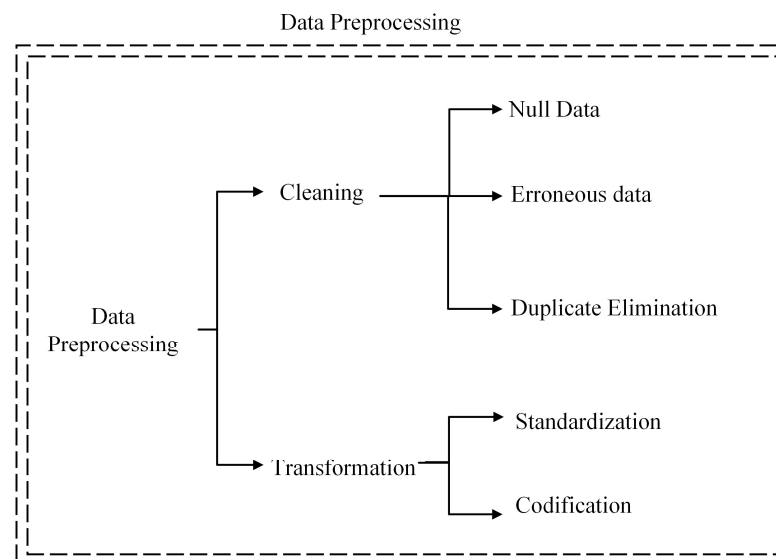 Data Preprocessing
Null Data
Cleaning
Erroneous data
Duplicate Elimination
Data
Preprocessing
Standardization
Transformation
Codification